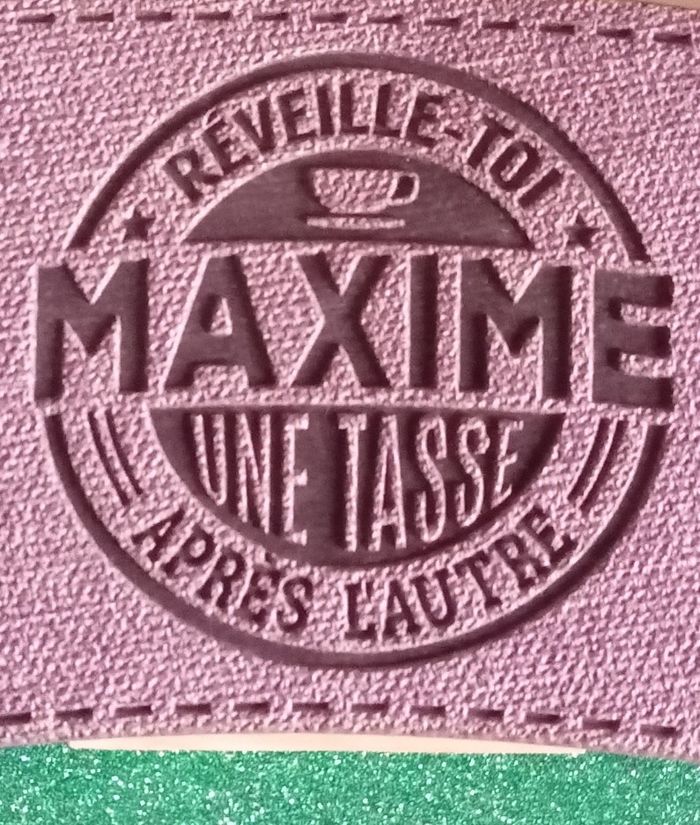 RÉVEILLE-TOI
MAXIME
UNE TASSE
APRÈS L'AUTRE